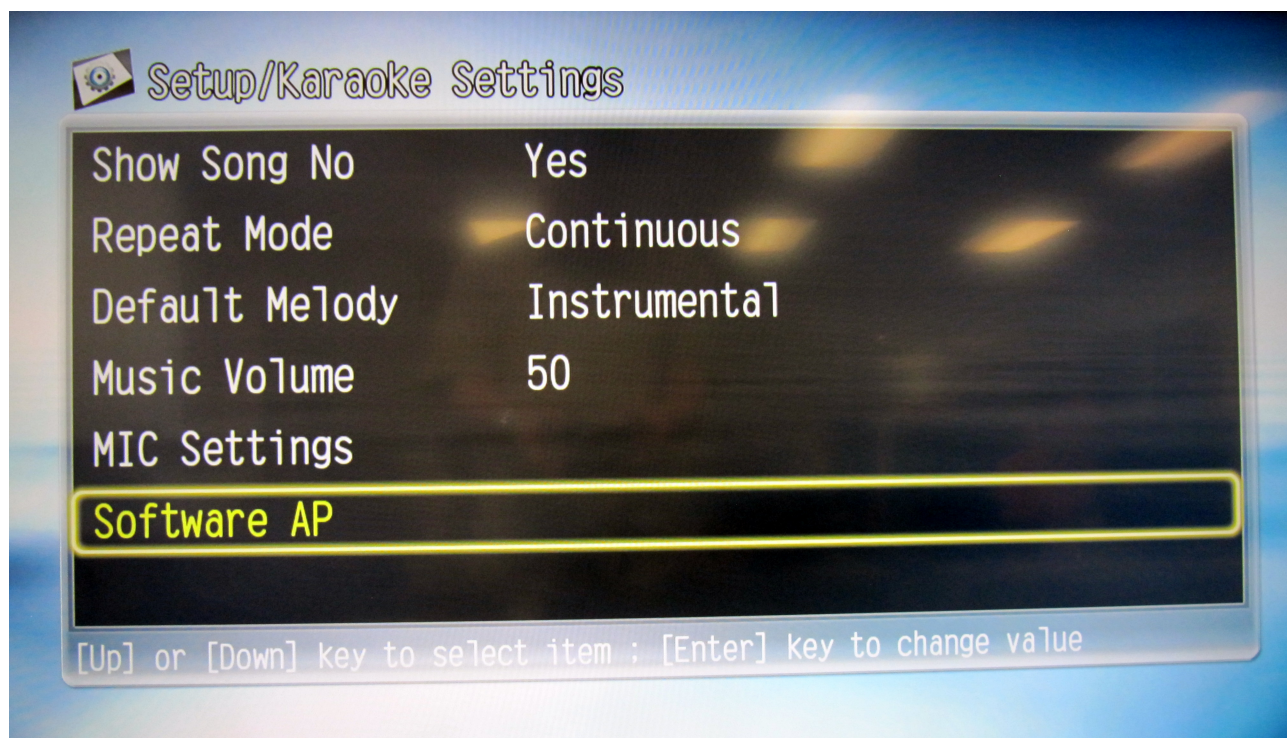 Setup/Karaoke Settings
Show Song No Yes
Repeat Mode Continuous
Default Melody Instrumental
Music Volume 50
MIC Settings
Software AP
[Up] or [Down] key to select item ; [Enter] key to change value